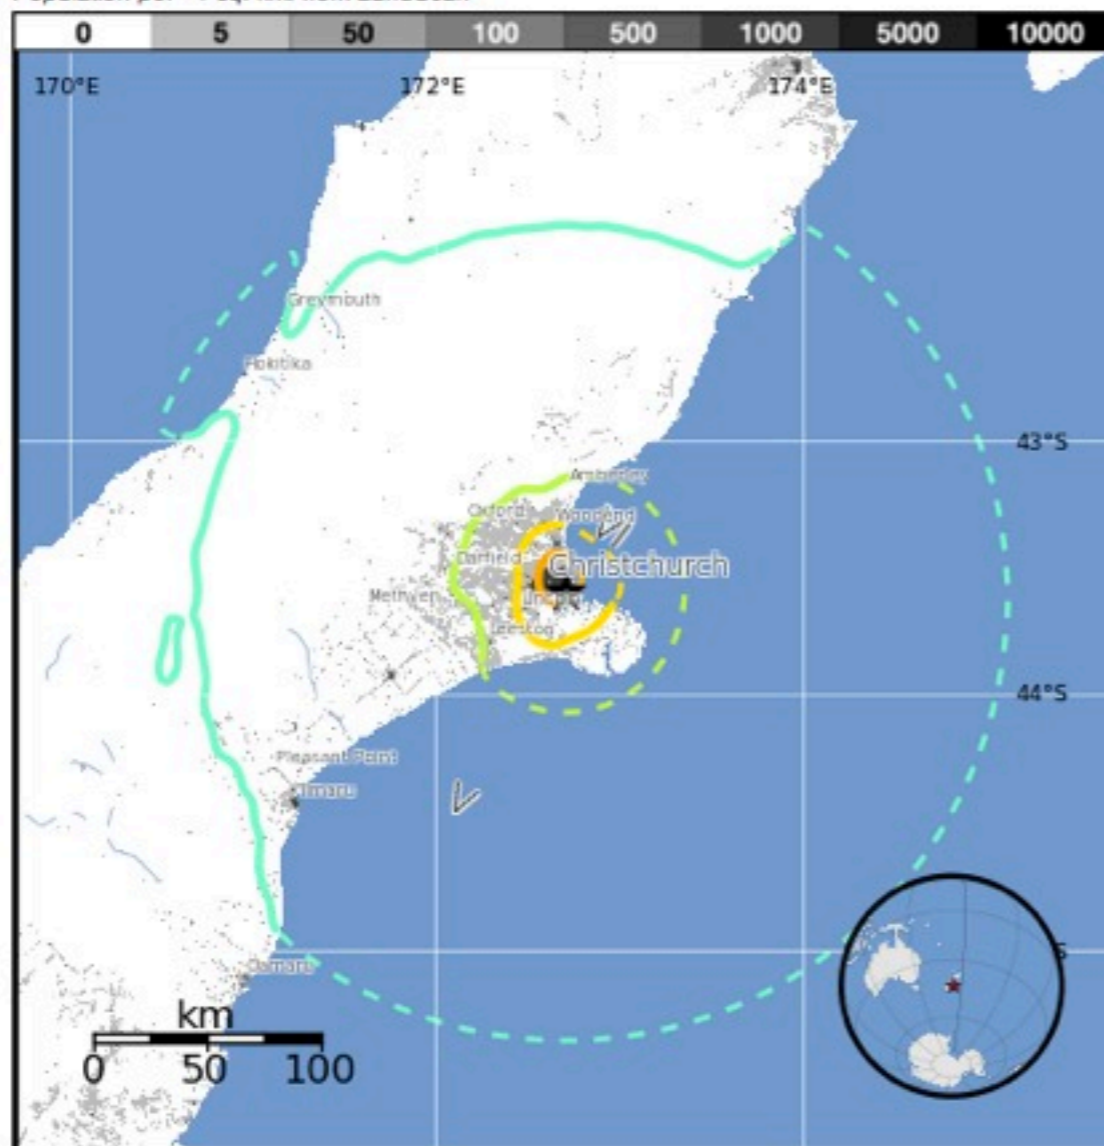 0 5 50 100 500 1000 5000 10000
170°E 172°E 174°E
Greymouth
Hokitika
43°S
Amberley
Oxford
Woodend
Darfield
Christchurch
Methven
Lincoln
Leeston
44°S
Pleasant Point
Timaru
Oamaru
km
0 50 100